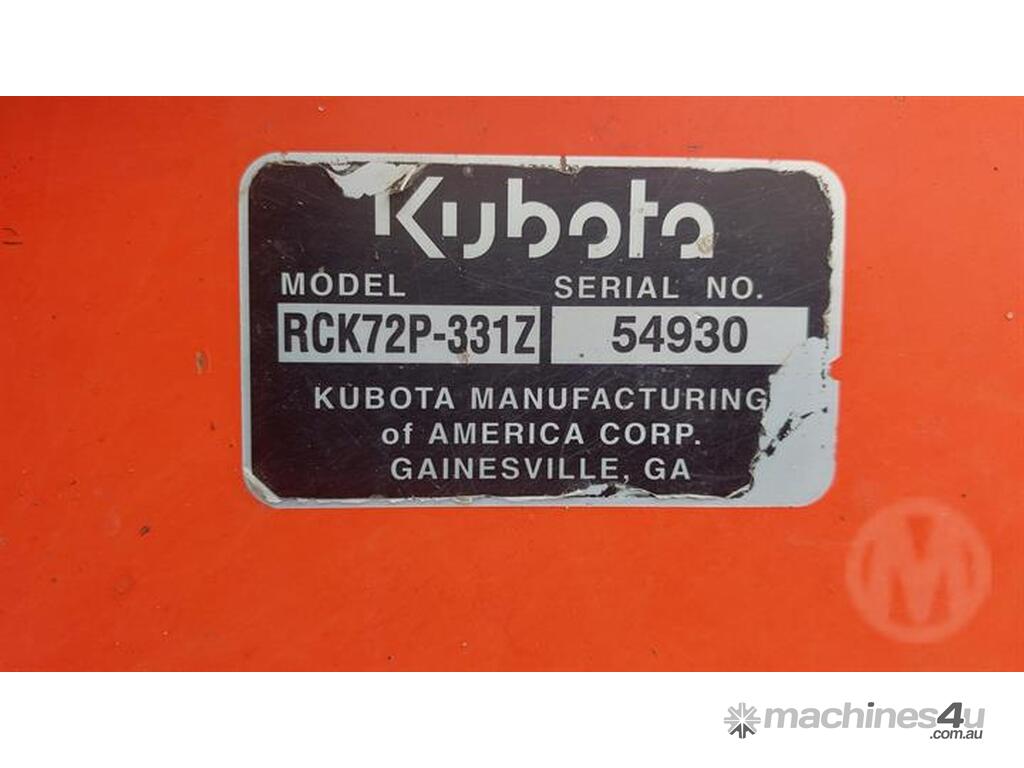 Kubota
MODEL SERIAL NO.
RCK72P-331Z 54930
KUBOTA MANUFACTURING
of AMERICA CORP.
GAINESVILLE, GA
M
machines4u
.com.au